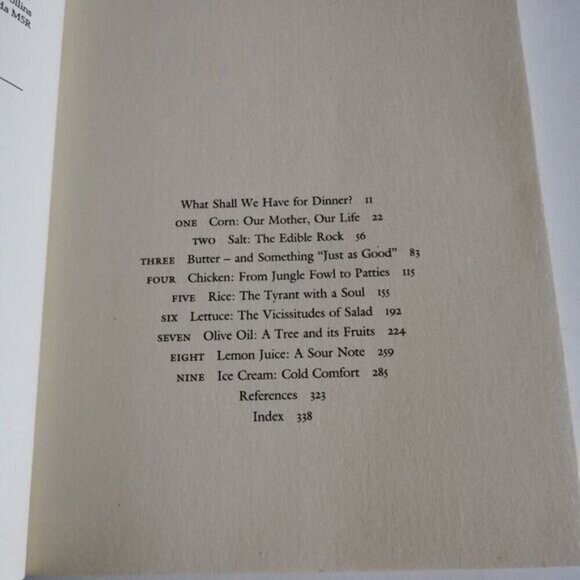 ollins
da M5R
What Shall We Have for Dinner? 11
ONE Corn: Our Mother, Our Life 22
TWO Salt: The Edible Rock 56
THREE Butter – and Something "Just as Good" 83
FOUR Chicken: From Jungle Fowl to Patties 115
FIVE Rice: The Tyrant with a Soul 155
SIX Lettuce: The Vicissitudes of Salad 192
SEVEN Olive Oil: A Tree and its Fruits 224
EIGHT Lemon Juice: A Sour Note 259
NINE Ice Cream: Cold Comfort 285
References 323
Index 338